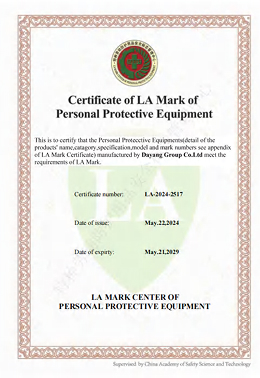 Certificate of LA Mark of
Personal Protective Equipment
This is to certify that the Personal Protecctive Equipments(detail of the
products' name,catagory,specification,model and mark numbers see appendix
of LA Mark Certificate) manufactured by Dayang Group Co.Ltd meet the
requirements of LA Mark.
Certificate number: LA-2024-2517
Date of issue: May.22,2024
Date of expirty: May.21,2029
LA MARK CENTER OF
PERSONAL PROTECTIVE EQUIPMENT
Supervised by China Academy of Safety Science and Technology